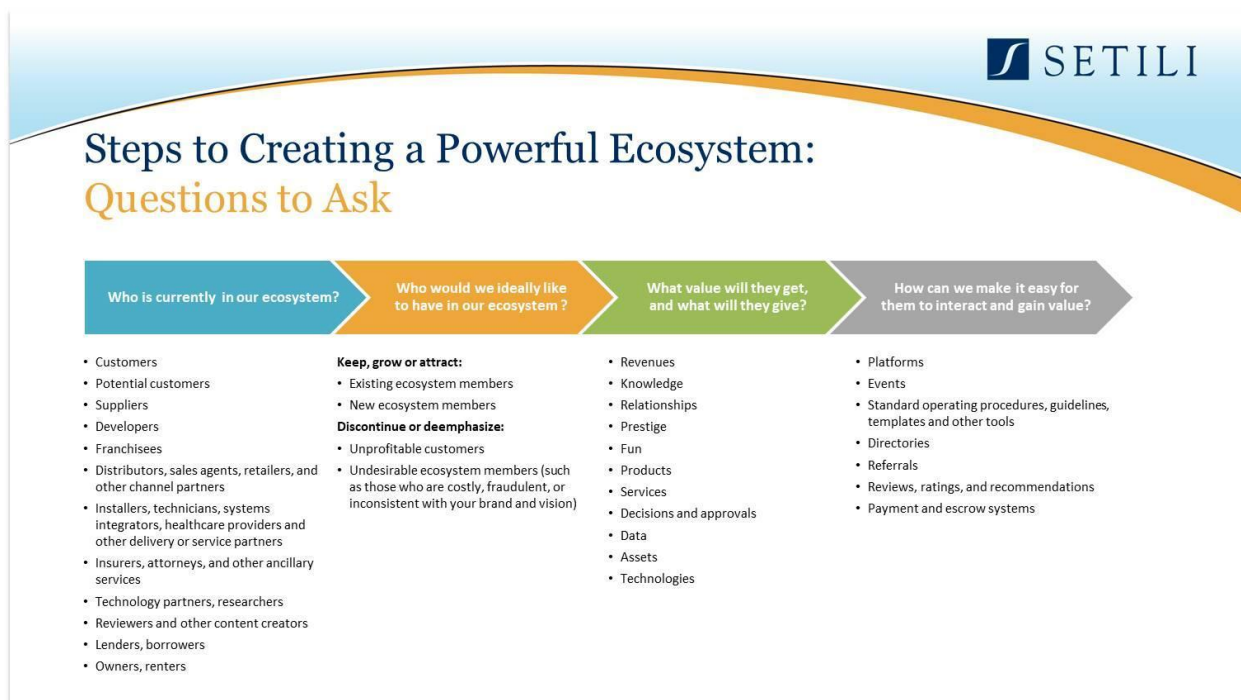 SETILI
Steps to Creating a Powerful Ecosystem:
Questions to Ask
Who is currently in our ecosystem?
• Customers
• Potential customers
• Suppliers
• Developers
• Franchisees
• Distributors, sales agents, retailers, and
other channel partners
• Installers, technicians, systems
integrators, healthcare providers and
other delivery or service partners
• Insurers, attorneys, and other ancillary
services
• Technology partners, researchers
• Reviewers and other content creators
• Lenders, borrowers
• Owners, renters
Who would we ideally like
to have in our ecosystem ?
Keep, grow or attract:
• Existing ecosystem members
• New ecosystem members
Discontinue or deemphasize:
• Unprofitable customers
• Undesirable ecosystem members (such
as those who are costly, fraudulent, or
inconsistent with your brand and vision)
What value will they get,
and what will they give?
• Revenues
• Knowledge
• Relationships
• Prestige
• Fun
• Products
• Services
• Decisions and approvals
• Data
• Assets
• Technologies
How can we make it easy for
them to interact and gain value?
• Platforms
• Events
• Standard operating procedures, guidelines,
templates and other tools
• Directories
• Referrals
• Reviews, ratings, and recommendations
• Payment and escrow systems